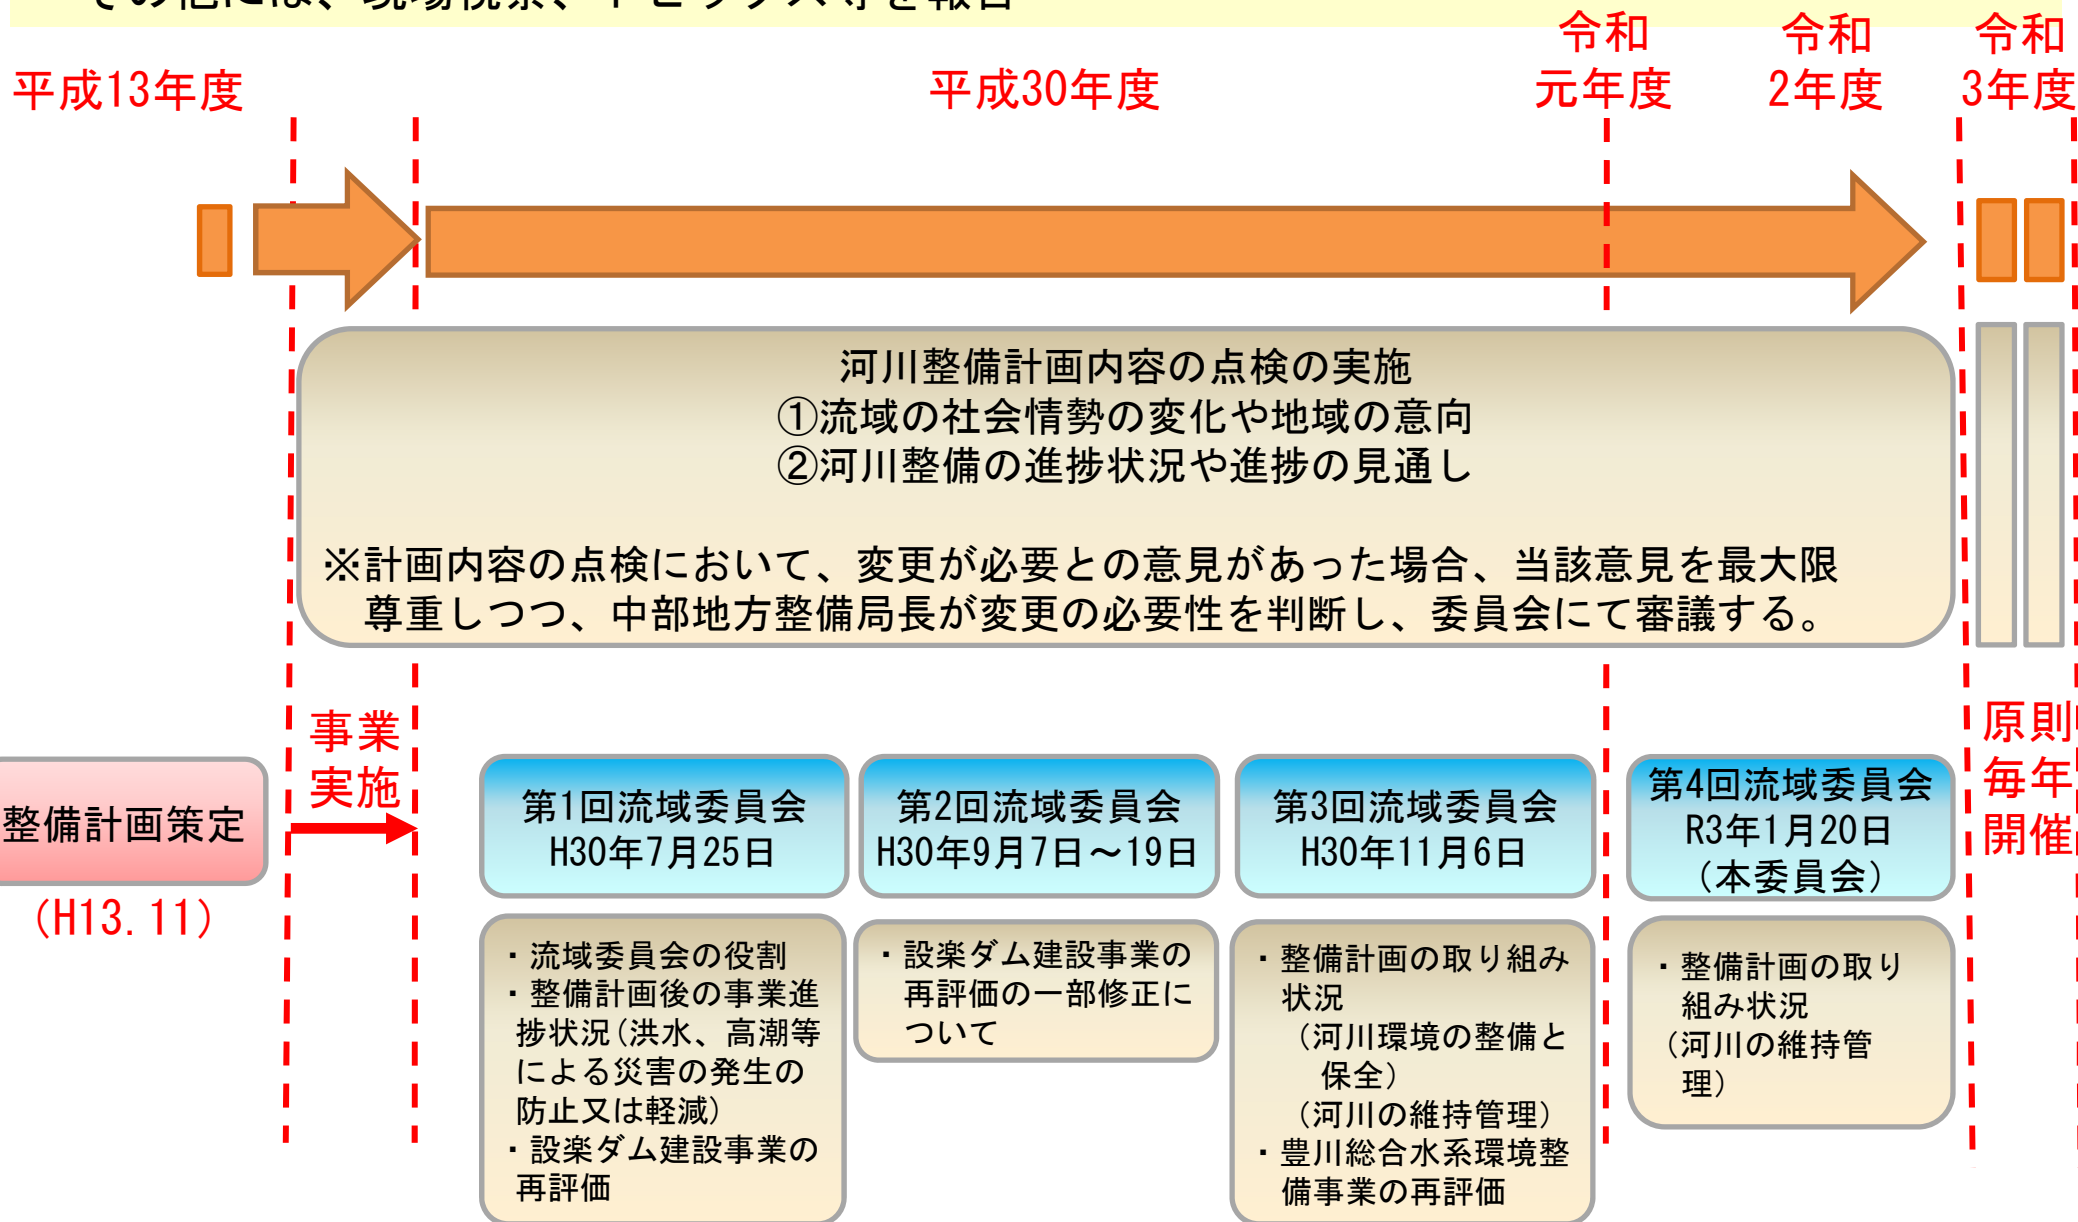 その他には、現場視察、トピックス等を報告
平成13年度
平成30年度
令和
元年度
令和
2年度
令和
3年度
河川整備計画内容の点検の実施
①流域の社会情勢の変化や地域の意向
②河川整備の進捗状況や進捗の見通し
※計画内容の点検において、変更が必要との意見があった場合、当該意見を最大限
尊重しつつ、中部地方整備局長が変更の必要性を判断し、委員会にて審議する。
事業
実施
原則
毎年
開催
整備計画策定
(H13.11)
第1回流域委員会
H30年7月25日
第2回流域委員会
H30年9月7日～19日
第3回流域委員会
H30年11月6日
第4回流域委員会
R3年1月20日
（本委員会）
・流域委員会の役割
・整備計画後の事業進
捗状況(洪水、高潮等
による災害の発生の
防止又は軽減)
・設楽ダム建設事業の
再評価
・設楽ダム建設事業の
再評価の一部修正に
ついて
・整備計画の取り組み
状況
（河川環境の整備と
保全）
（河川の維持管理）
・豊川総合水系環境整
備事業の再評価
・整備計画の取り
組み状況
（河川の維持管
理）